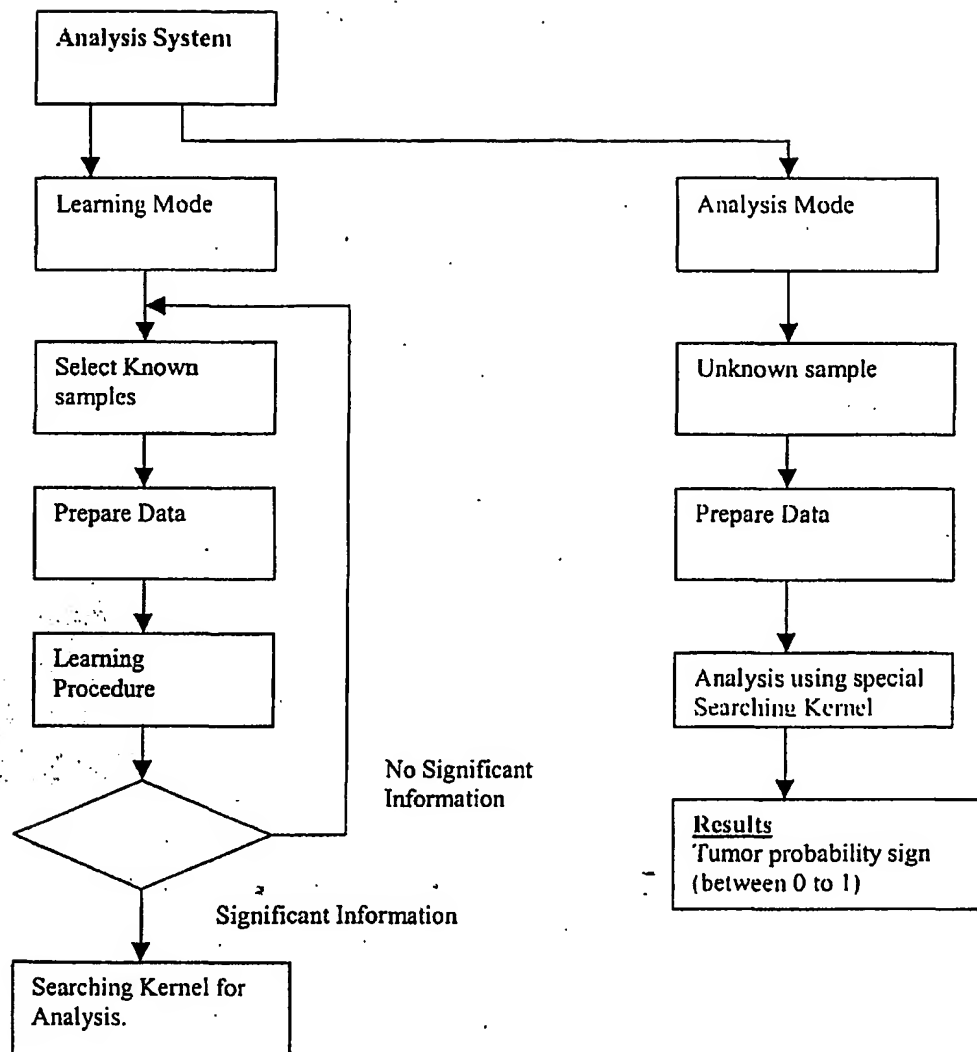 Analysis System
Learning Mode
Analysis Mode
Select Known
samples
Unknown sample
Prepare Data
Prepare Data
Learning
Procedure
Analysis using special
Searching Kernel
No Significant
Information
Results
Tumor probability sign
(between 0 to 1)
Significant Information
Searching Kernel for
Analysis.